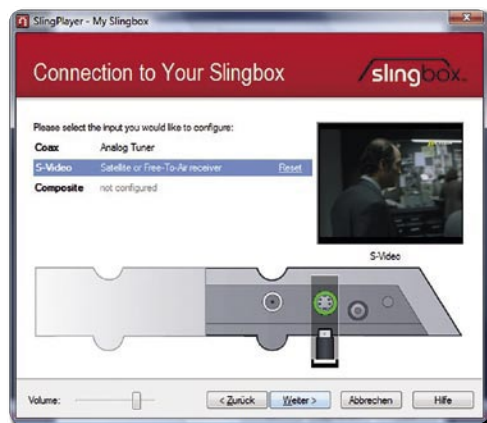 SlingPlayer - My Slingbox
Connection to Your Slingbox
slingbox.
Please select the input you would like to configure:
Coax Analog Tuner
S-Video Satellite or Free-To-Air receiver Reset
Composite not configured
S-Video
Volume: < Zurück Weiter > Abbrechen Hilfe